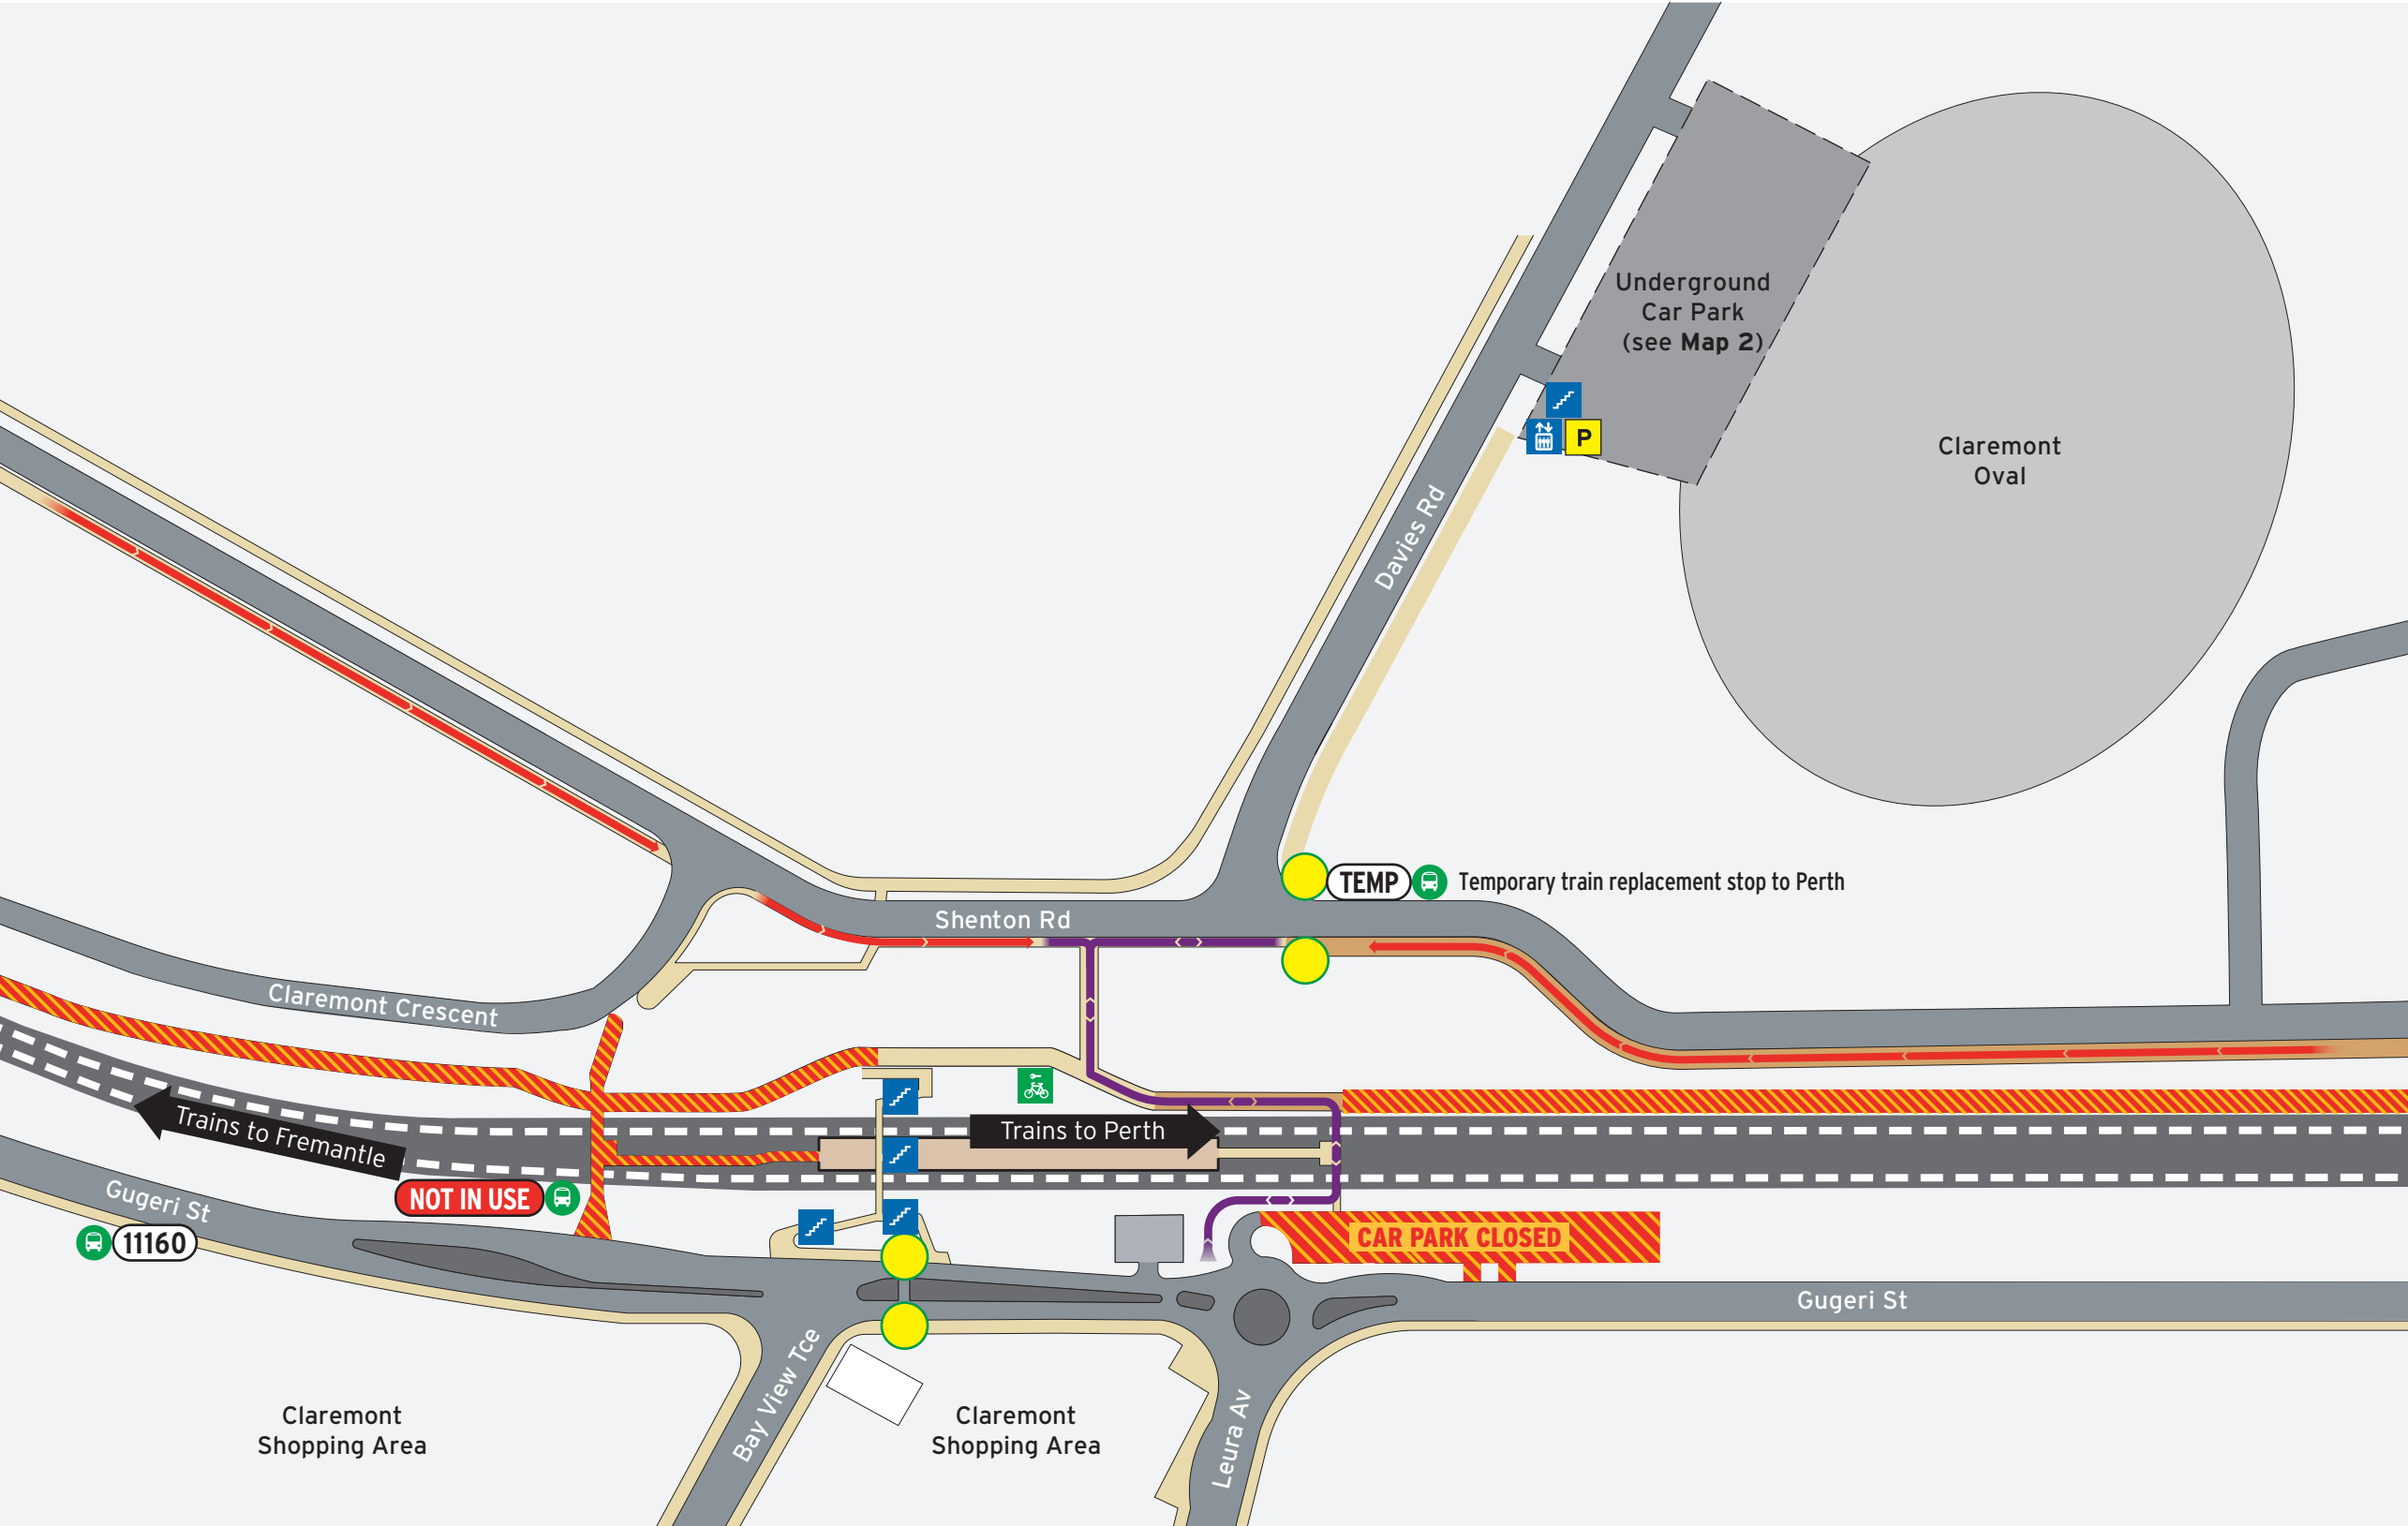 Underground
Car Park
(see Map 2)
P
Claremont
Oval
Davies Rd
TEMP
Temporary train replacement stop to Perth
Shenton Rd
Claremont Crescent
Trains to Fremantle
Trains to Perth
NOT IN USE
Gugeri St
11160
CAR PARK CLOSED
Gugeri St
Bay View Tce
Leura Av
Claremont
Shopping Area
Claremont
Shopping Area